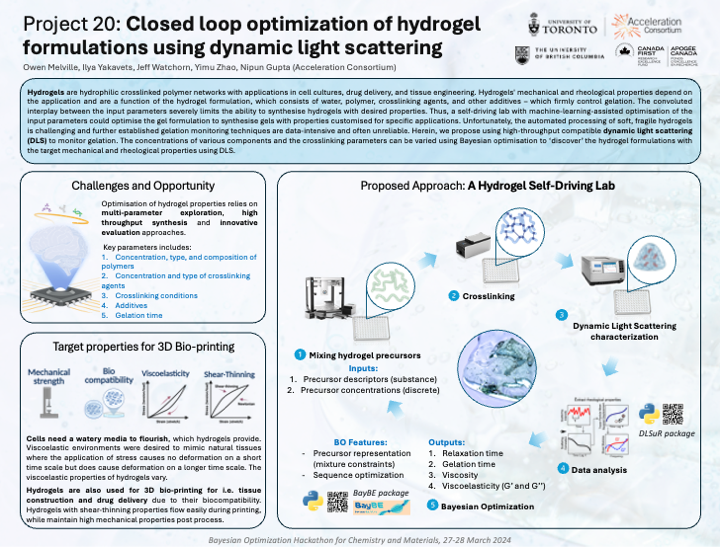 Project 20: Closed loop optimization of hydrogel
formulations using dynamic light scattering
Owen Melville, Ilya Yakavets, Jeff Watchorn, Yimu Zhao, Nipun Gupta (Acceleration Consortium)
UNIVERSITY OF
TORONTO
Acceleration
Consortium
THE UNIVERSITY
OF BRITISH COLUMBIA
CANADA
FIRST
APOGÉE
CANADA
Hydrogels are hydrophilic crosslinked polymer networks with applications in cell cultures, drug delivery, and tissue engineering. Hydrogels' mechanical and rheological properties depend on
the application and are a function of the hydrogel formulation, which consists of water, polymer, crosslinking agents, and other additives – which firmly control gelation. The convoluted
interplay between the input parameters severely limits the ability to synthesise hydrogels with desired properties. Thus, a self-driving lab with machine-learning-assisted optimisation of the
input parameters could optimise the gel formulation to synthesise gels with properties customised for specific applications. Unfortunately, the automated processing of soft, fragile hydrogels
is challenging and further established gelation monitoring techniques are data-intensive and often unreliable. Herein, we propose using high-throughput compatible dynamic light scattering
(DLS) to monitor gelation. The concentrations of various components and the crosslinking parameters can be varied using Bayesian optimisation to 'discover' the hydrogel formulations with
the target mechanical and rheological properties using DLS.
Challenges and Opportunity
Optimisation of hydrogel properties relies on
multi-parameter exploration, high
throughput synthesis and innovative
evaluation approaches.
Key parameters includes:
1. Concentration, type, and composition of
polymers
2. Concentration and type of crosslinking
agents
3. Crosslinking conditions
4. Additives
5. Gelation time
Target properties for 3D Bio-printing
Mechanical
strength
Bio
compatibility
Viscoelasticity
Shear-Thinning
Cells need a watery media to flourish, which hydrogels provide.
Viscoelastic environments were desired to mimic natural tissues
where the application of stress causes no deformation on a short
time scale but does cause deformation on a longer time scale. The
viscoelastic properties of hydrogels vary.
Hydrogels are also used for 3D bio-printing for i.e. tissue
construction and drug delivery due to their biocompatibility.
Hydrogels with shear-thinning properties flow easily during printing,
while maintain high mechanical properties post process.
Proposed Approach: A Hydrogel Self-Driving Lab
1 Mixing hydrogel precursors
Inputs:
1. Precursor descriptors (substance)
2. Precursor concentrations (discrete)
2 Crosslinking
3
Dynamic Light Scattering
characterization
Extract rheological properties
DLSuR package
4 Data analysis
BO Features:
- Precursor representation
(mixture constraints)
- Sequence optimization
BayBE package
BayBE
Outputs:
1. Relaxation time
2. Gelation time
3. Viscosity
4. Viscoelasticity (G' and G'')
5 Bayesian Optimization
Bayesian Optimization Hackathon for Chemistry and Materials, 27-28 March 2024